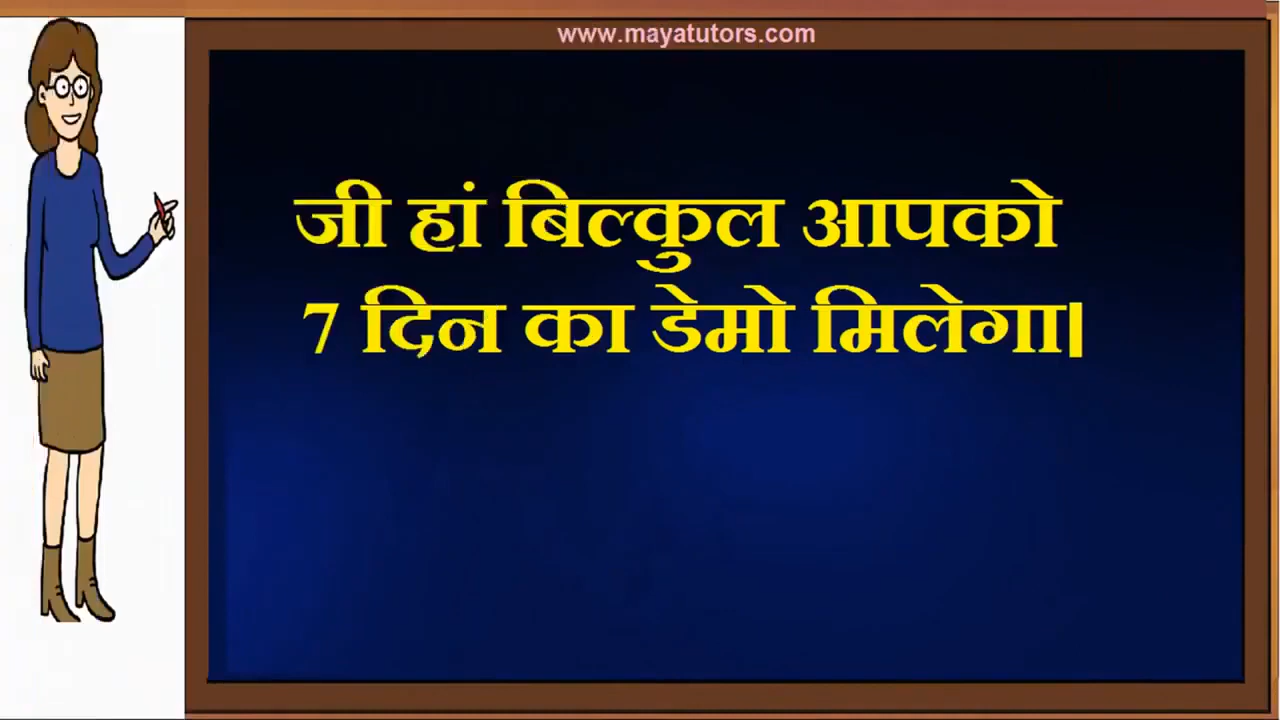 www.mayatutors.com
जी हां बिल्कुल आपको
7 दिन का डेमो मिलेगा।